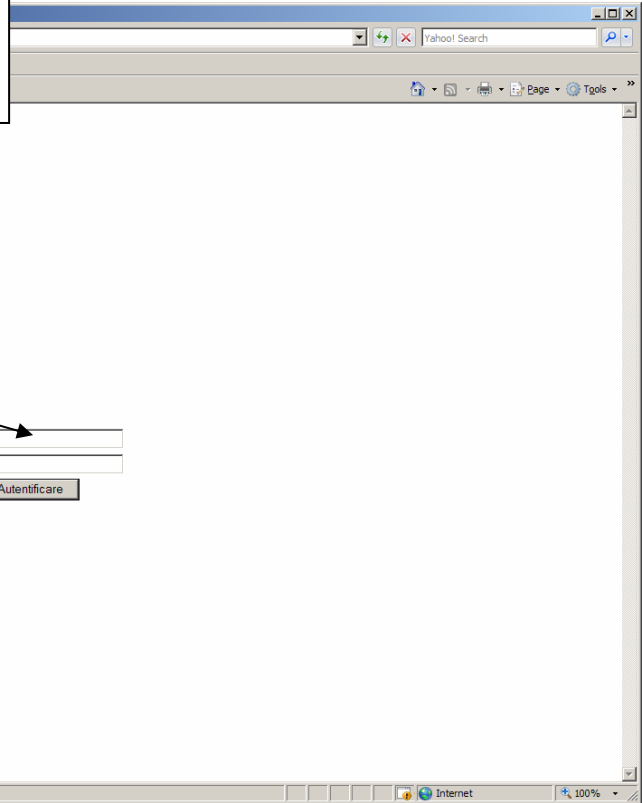 Yahoo! Search
Page Tools »
Autentificare
Internet 100%